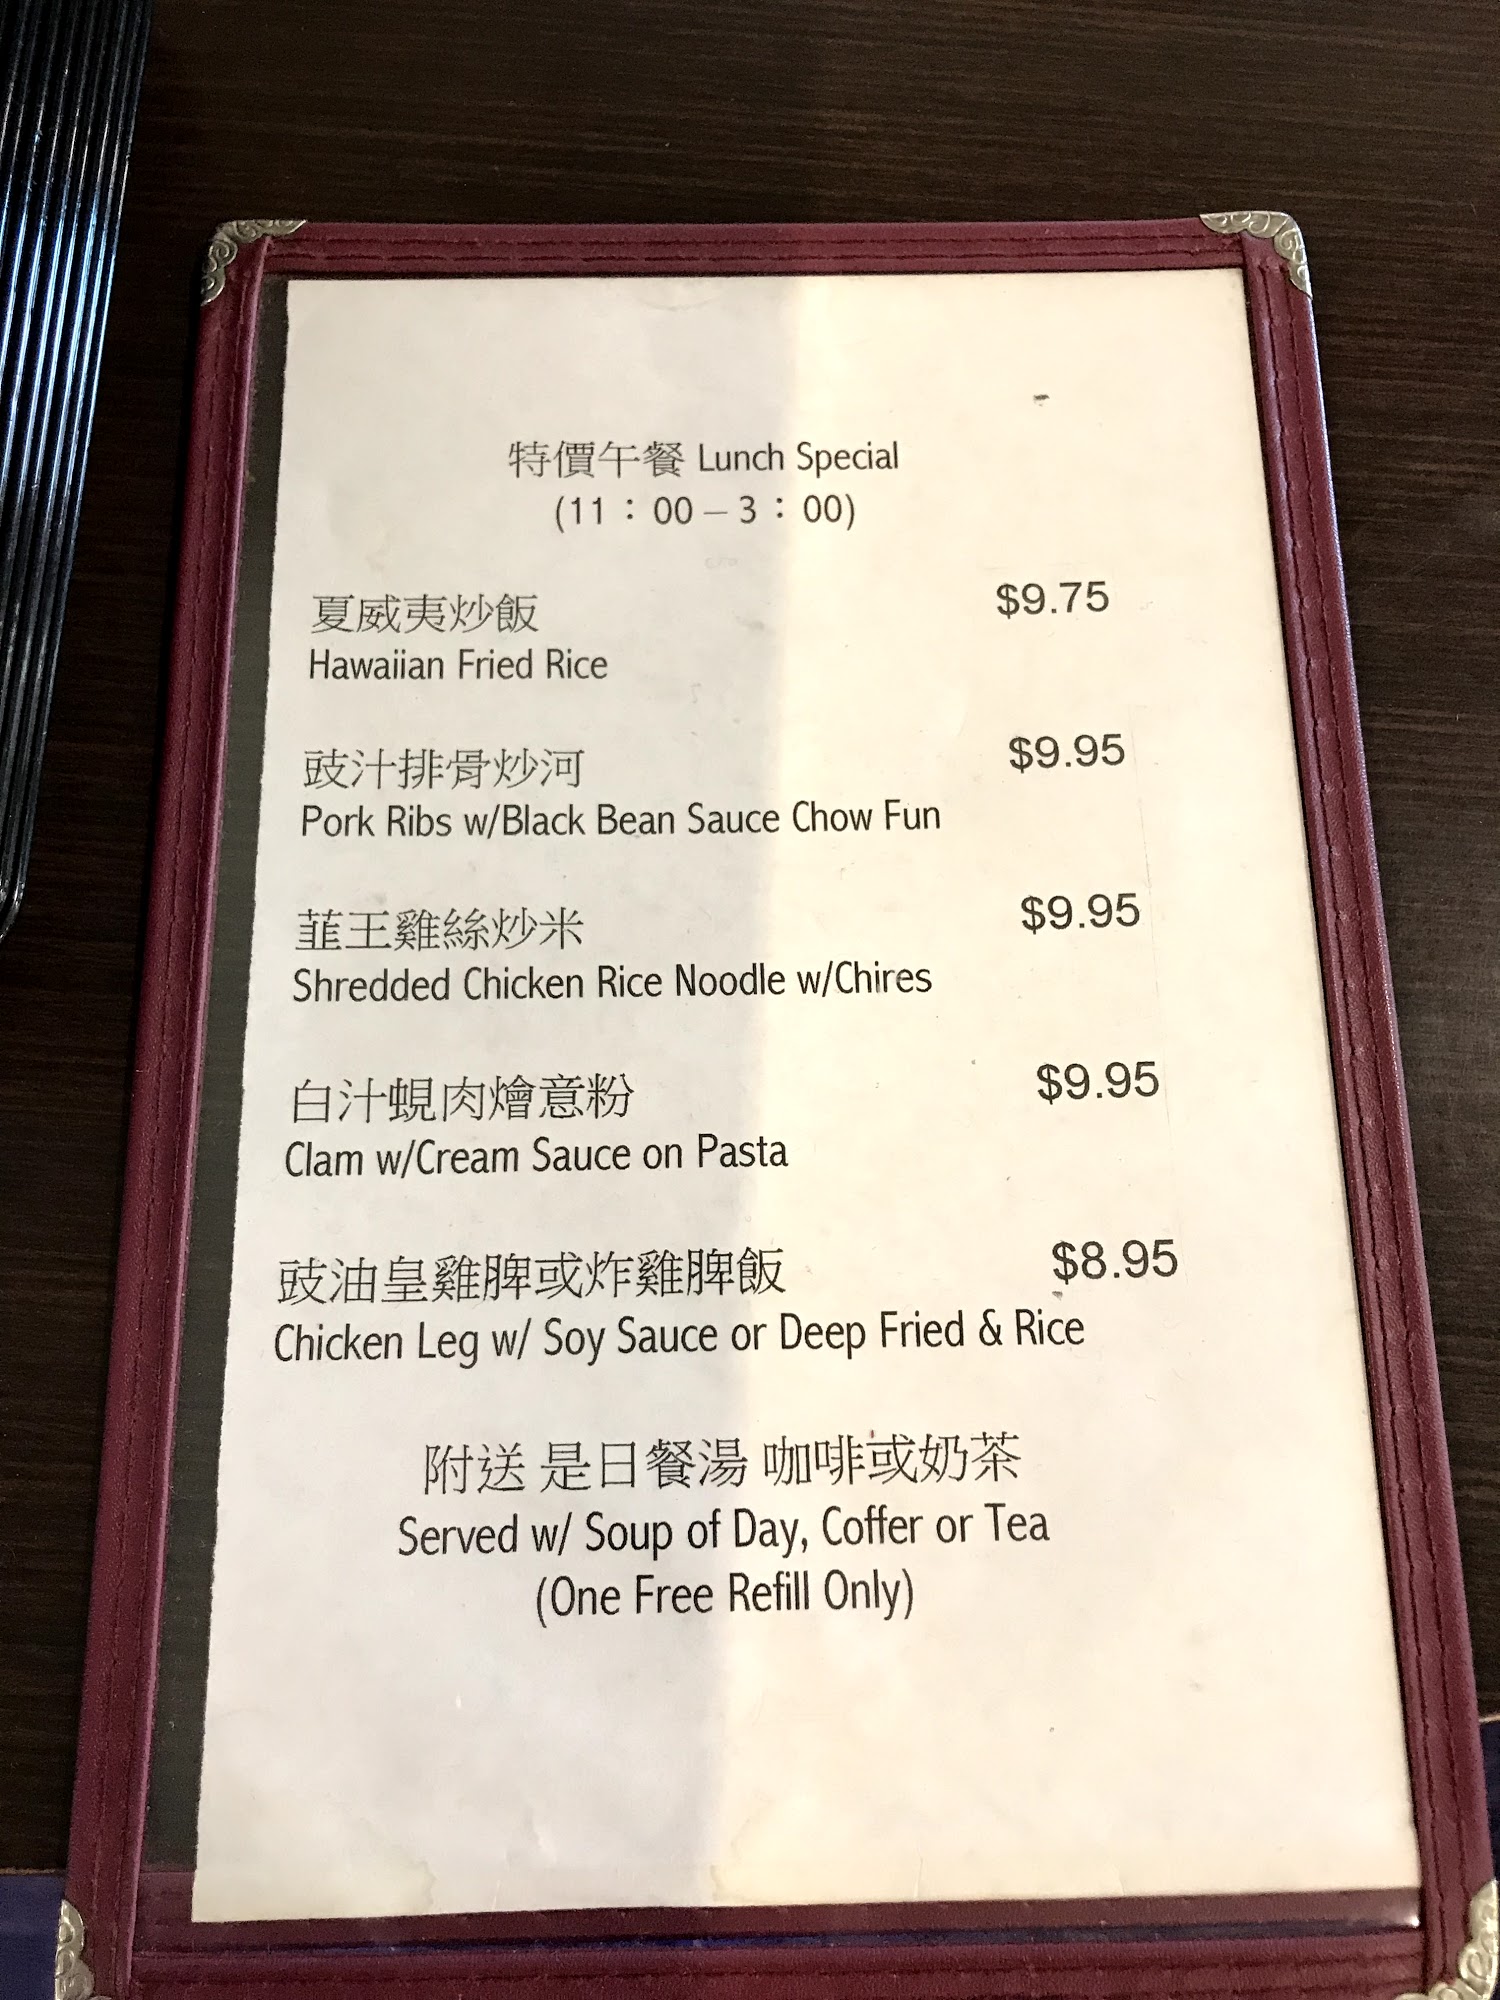 特價午餐 Lunch Special
(11：00 – 3：00)
夏威夷炒飯 $9.75
Hawaiian Fried Rice
豉汁排骨炒河 $9.95
Pork Ribs w/Black Bean Sauce Chow Fun
韮王雞絲炒米 $9.95
Shredded Chicken Rice Noodle w/Chires
白汁蜆肉燴意粉 $9.95
Clam w/Cream Sauce on Pasta
豉油皇雞脾或炸雞脾飯 $8.95
Chicken Leg w/ Soy Sauce or Deep Fried & Rice
附送 是日餐湯 咖啡或奶茶
Served w/ Soup of Day, Coffer or Tea
(One Free Refill Only)